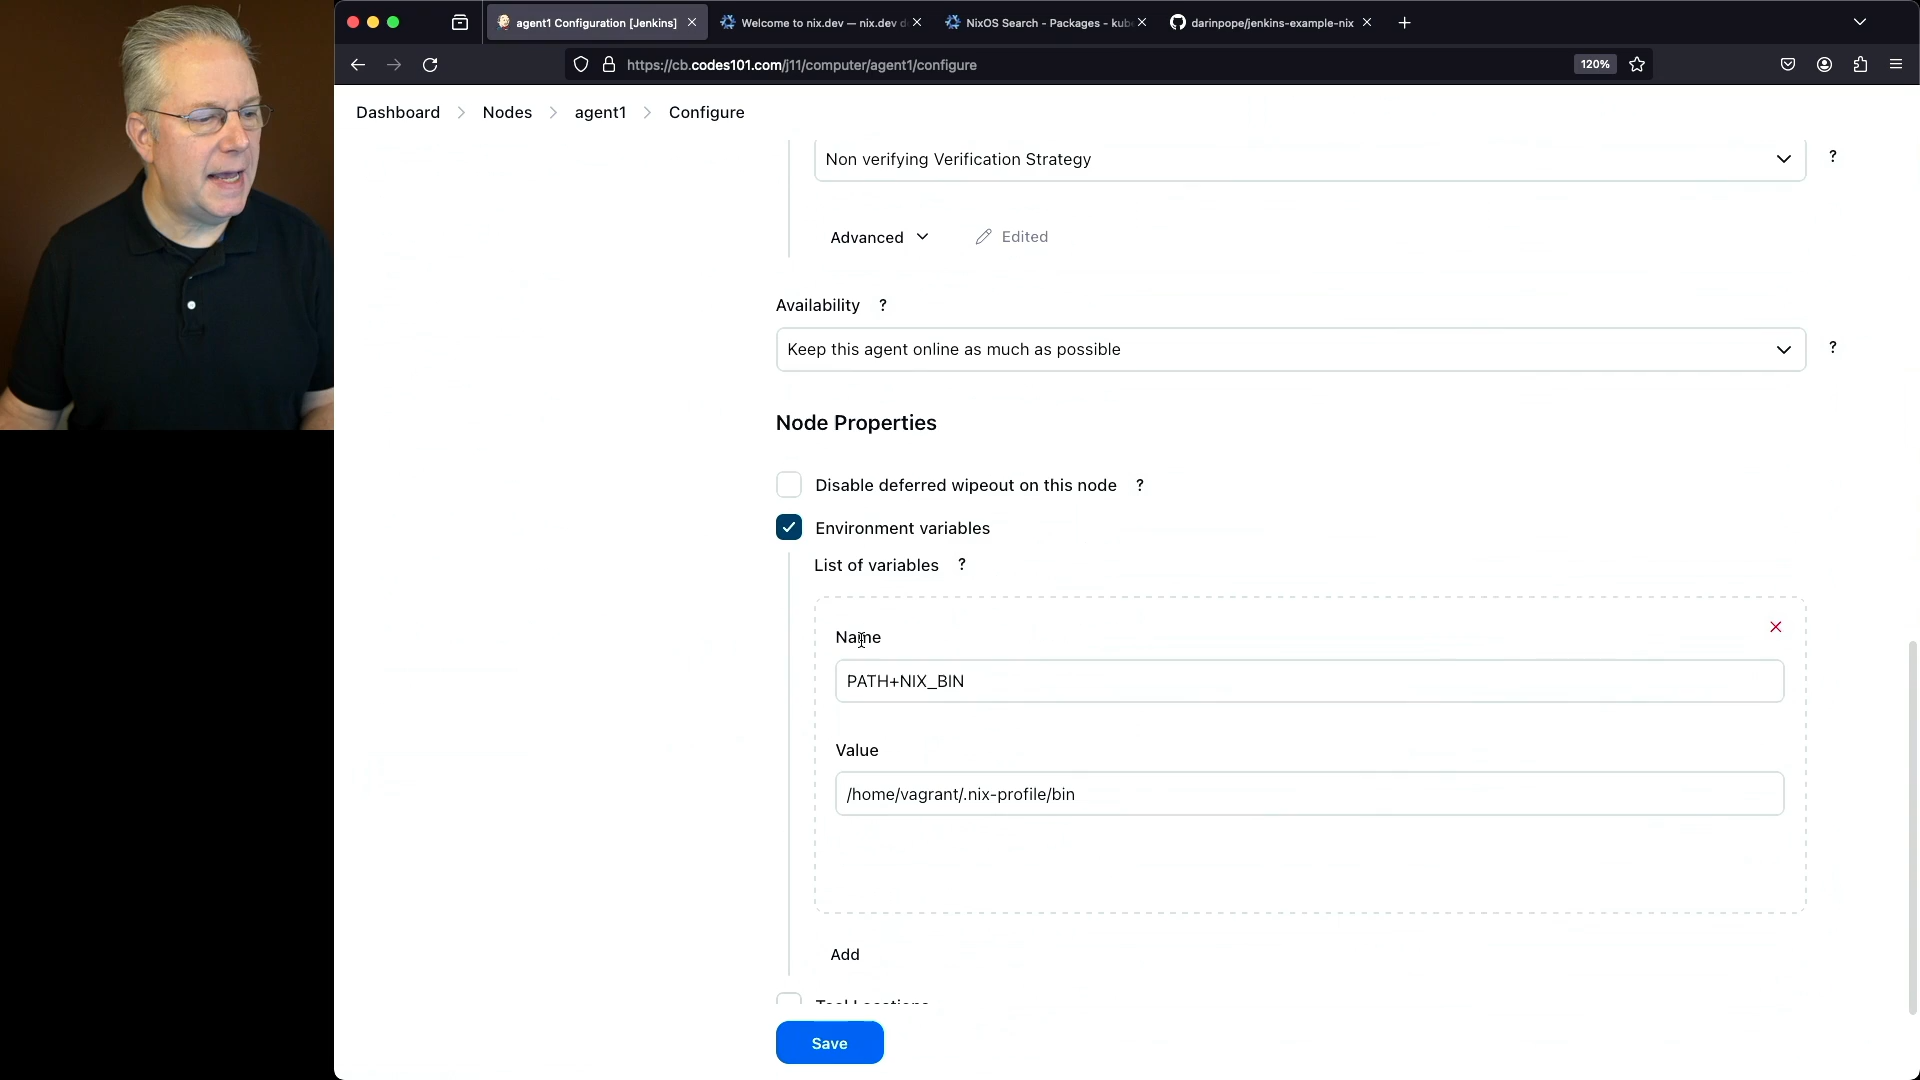 agent1 Configuration [Jenkins]
Welcome to nix.dev — nix.dev
NixOS Search - Packages - kub
darinpope/jenkins-example-nix
https://cb.codes101.com/j11/computer/agent1/configure
120%
Dashboard
Nodes
agent1
Configure
Non verifying Verification Strategy
?
Advanced
Edited
Availability ?
Keep this agent online as much as possible
?
Node Properties
Disable deferred wipeout on this node ?
Environment variables
List of variables ?
Name
PATH+NIX_BIN
Value
/home/vagrant/.nix-profile/bin
Add
Tool Locations
Save